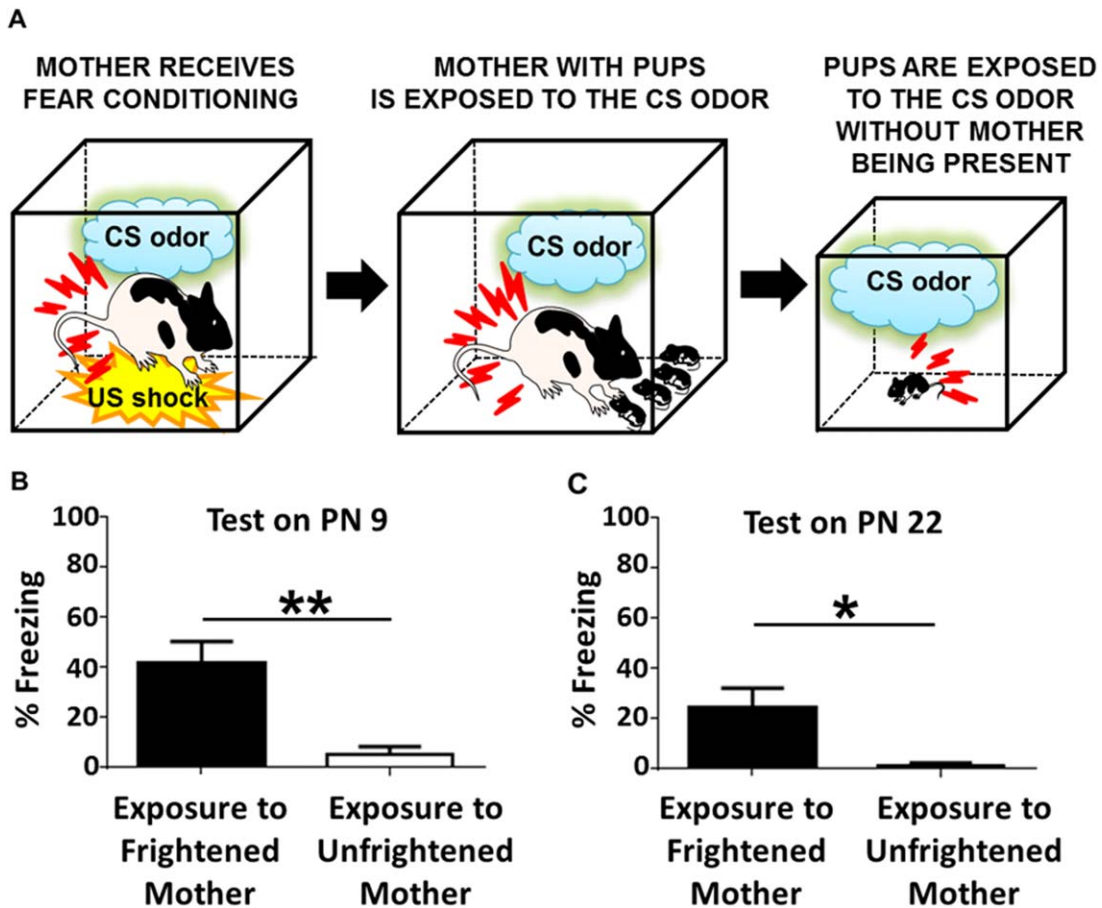 A
MOTHER RECEIVES
FEAR CONDITIONING
CS odor
US shock
MOTHER WITH PUPS
IS EXPOSED TO THE CS ODOR
CS odor
PUPS ARE EXPOSED
TO THE CS ODOR
WITHOUT MOTHER
BEING PRESENT
CS odor
B
Test on PN 9
% Freezing
100
80
60
40
20
0
**
Exposure to
Frightened
Mother
Exposure to
Unfrightened
Mother
C
Test on PN 22
% Freezing
100
80
60
40
20
0
*
Exposure to
Frightened
Mother
Exposure to
Unfrightened
Mother